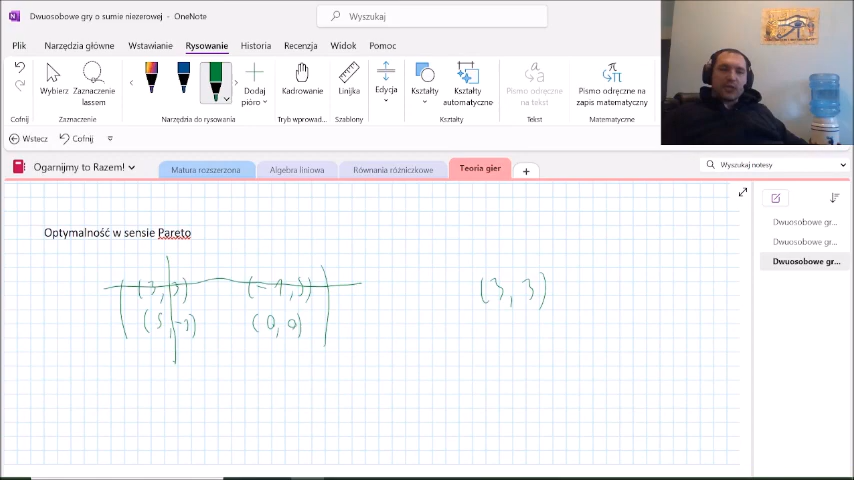 Dwuosobowe gry o sumie niezerowej - OneNote
Wyszukaj
Plik Narzędzia główne Wstawianie Rysowanie Historia Recenzja Widok Pomoc
Wybierz Zaznaczenie lassem Dodaj pióro Kadrowanie Linijka Edycja Kształty Kształty automatyczne Pismo odręczne na tekst Pismo odręczne na zapis matematyczny
Cofnij Zaznaczenie Narzędzia do rysowania Tryb wprowad... Szablony Kształty Tekst Matematyczne
Wstecz Cofnij
Ogarnijmy to Razem! Matura rozszerzona Algebra liniowa Równania różniczkowe Teoria gier + Wyszukaj notesy
Dwuosobowe gr...
Dwuosobowe gr...
Dwuosobowe gr...
Optymalność w sensie Pareto
(3, 3) (-1, 5) (3, 3)
(5, -1) (0, 0)